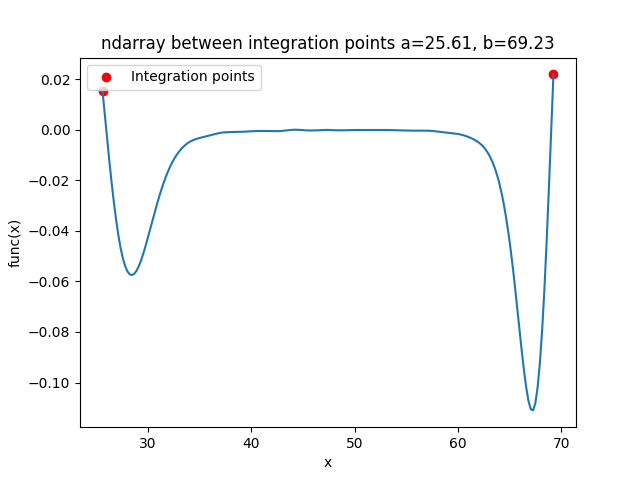 ndarray between integration points a=25.61, b=69.23
Integration points
0.02
0.00
−0.02
−0.04
−0.06
−0.08
−0.10
func(x)
30 40 50 60 70
x